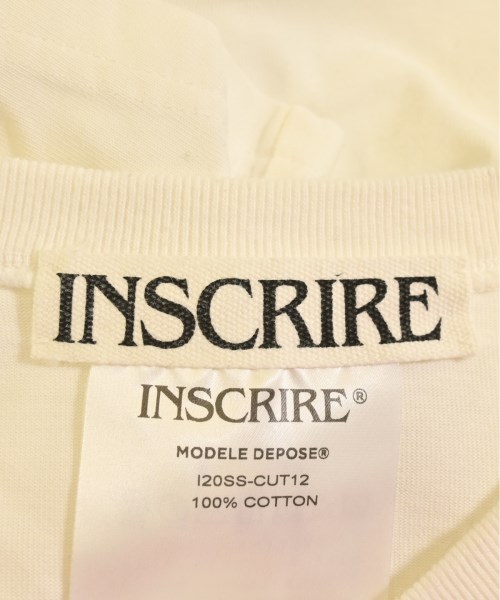 INSCRIRE
INSCRIRE®
MODELE DEPOSE®
I20SS-CUT12
100% COTTON